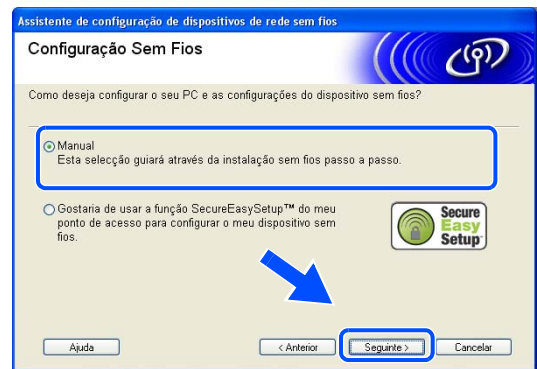 Assistente de configuração de dispositivos de rede sem fios
Configuração Sem Fios
Como deseja configurar o seu PC e as configurações do dispositivo sem fios?
Manual
Esta selecção guiará através da instalação sem fios passo a passo.
Gostaria de usar a função SecureEasySetup™ do meu
ponto de acesso para configurar o meu dispositivo sem
fios.
Secure
Easy
Setup
Ajuda
< Anterior
Seguinte >
Cancelar